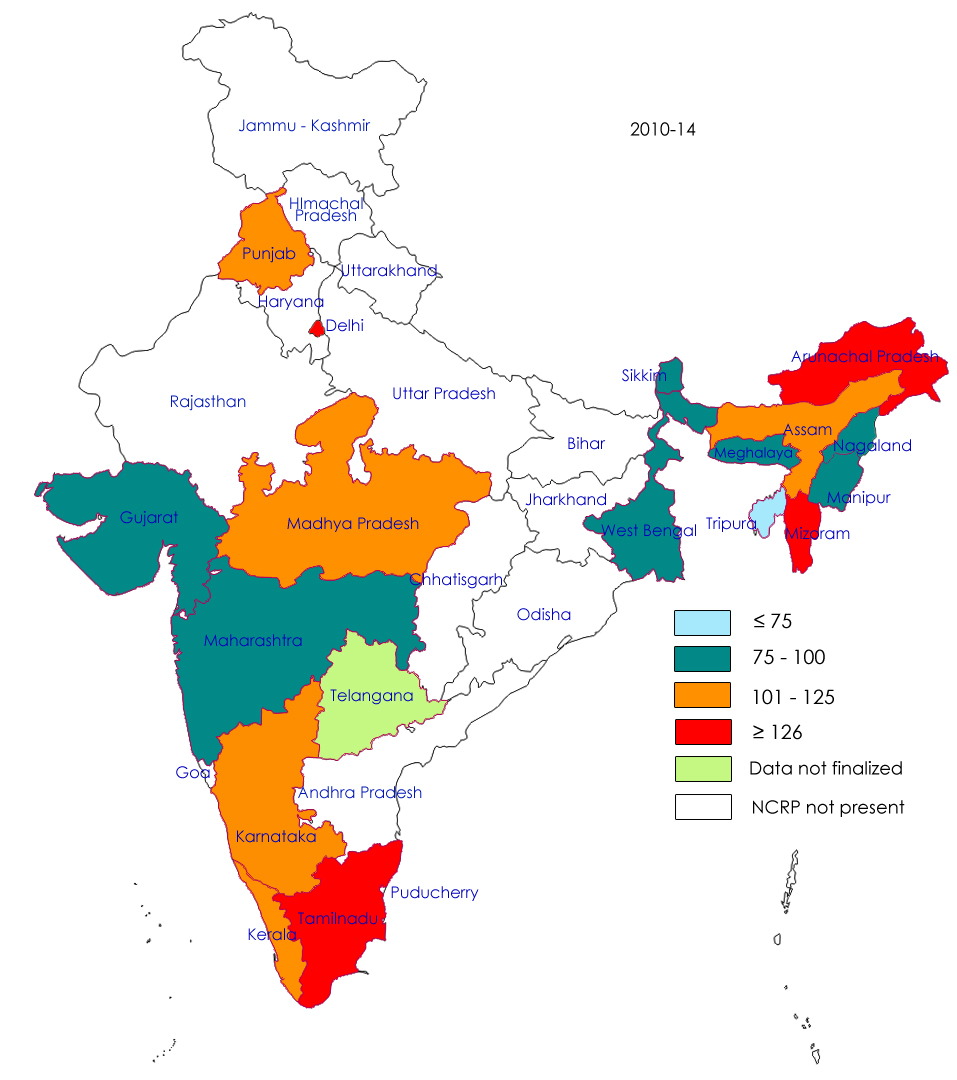 Jammu - Kashmir
2010-14
HImachal
Pradesh
Punjab
Uttarakhand
Haryana
Delhi
Arunachal Pradesh
Sikkim
Uttar Pradesh
Rajasthan
Assam
Bihar
Nagaland
Meghalaya
Jharkhand
Manipur
Gujarat
Madhya Pradesh
Tripura
West Bengal
Mizoram
Chhatisgarh
Odisha
Maharashtra
Telangana
Goa
Andhra Pradesh
Karnataka
Puducherry
Tamilnadu
Kerala
≤ 75
75 - 100
101 - 125
≥ 126
Data not finalized
NCRP not present